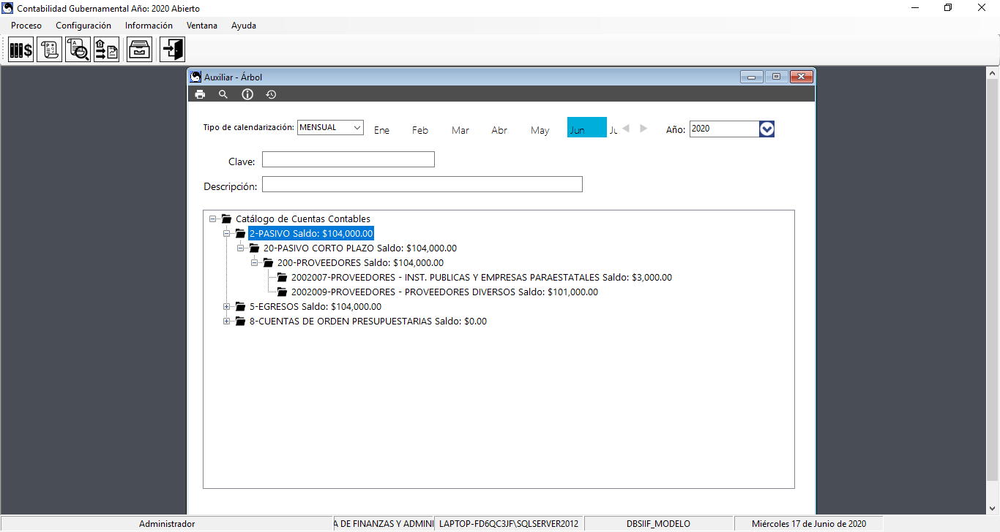 Contabilidad Gubernamental Año: 2020 Abierto
Proceso Configuración Información Ventana Ayuda
Auxiliar - Árbol
Tipo de calendarización: MENSUAL Ene Feb Mar Abr May Jun Año: 2020
Clave:
Descripción:
Catálogo de Cuentas Contables
2-PASIVO Saldo: $104,000.00
20-PASIVO CORTO PLAZO Saldo: $104,000.00
200-PROVEEDORES Saldo: $104,000.00
2002007-PROVEEDORES - INST. PUBLICAS Y EMPRESAS PARAESTATALES Saldo: $3,000.00
2002009-PROVEEDORES - PROVEEDORES DIVERSOS Saldo: $101,000.00
5-EGRESOS Saldo: $104,000.00
8-CUENTAS DE ORDEN PRESUPUESTARIAS Saldo: $0.00
Administrador A DE FINANZAS Y ADMINI LAPTOP-FD6QC3JF\SQLSERVER2012 DBSIIF_MODELO Miércoles 17 de Junio de 2020